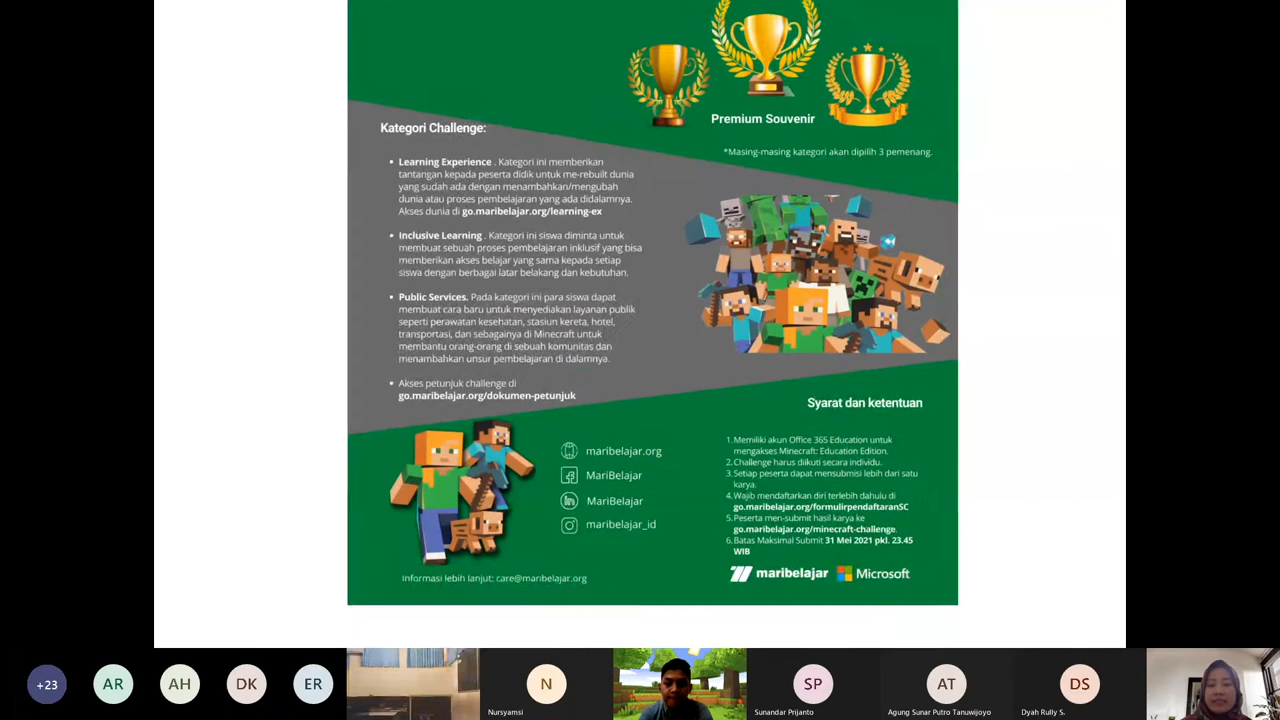 Premium Souvenir
*Masing-masing kategori akan dipilih 3 pemenang.
Kategori Challenge:
• Learning Experience . Kategori ini memberikan
tantangan kepada peserta didik untuk me-rebuilt dunia
yang sudah ada dengan menambahkan/mengubah
dunia atau proses pembelajaran yang ada didalamnya.
Akses dunia di go.maribelajar.org/learning-ex
• Inclusive Learning . Kategori ini siswa diminta untuk
membuat sebuah proses pembelajaran inklusif yang bisa
memberikan akses belajar yang sama kepada setiap
siswa dengan berbagai latar belakang dan kebutuhan.
• Public Services. Pada kategori ini para siswa dapat
membuat cara baru untuk menyediakan layanan publik
seperti perawatan kesehatan, stasiun kereta, hotel,
transportasi, dan sebagainya di Minecraft untuk
membantu orang-orang di sebuah komunitas dan
menambahkan unsur pembelajaran di dalamnya.
• Akses petunjuk challenge di
go.maribelajar.org/dokumen-petunjuk
maribelajar.org
MariBelajar
MariBelajar
maribelajar_id
Informasi lebih lanjut: care@maribelajar.org
Syarat dan ketentuan
1. Memiliki akun Office 365 Education untuk
mengakses Minecraft: Education Edition.
2. Challenge harus diikuti secara individu.
3. Setiap peserta dapat mensubmisi lebih dari satu
karya.
4. Wajib mendaftarkan diri terlebih dahulu di
go.maribelajar.org/formulirpendaftaranSC
5. Peserta men-submit hasil karya ke
go.maribelajar.org/minecraft-challenge.
6. Batas Maksimal Submit 31 Mei 2021 pkl. 23.45
WIB
maribelajar Microsoft
+23 AR AH DK ER N SP AT DS
Nursyamsi Sunandar Prijanto Agung Sunar Putro Tanuwijoyo Dyah Rully S.